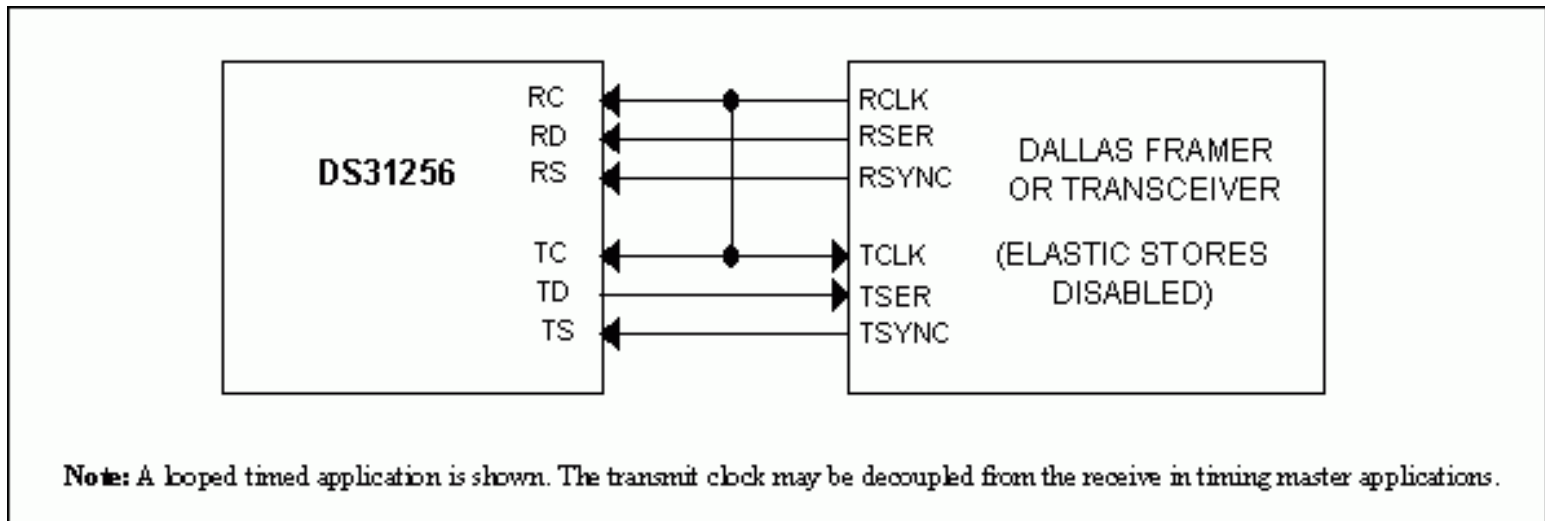 RC
RD
RS
DS31256
TC
TD
TS
RCLK
RSER
RSYNC
DALLAS FRAMER
OR TRANSCEIVER
TCLK
TSER
TSYNC
(ELASTIC STORES
DISABLED)
Note: A looped timed application is shown. The transmit clock may be decoupled from the receive in timing master applications.